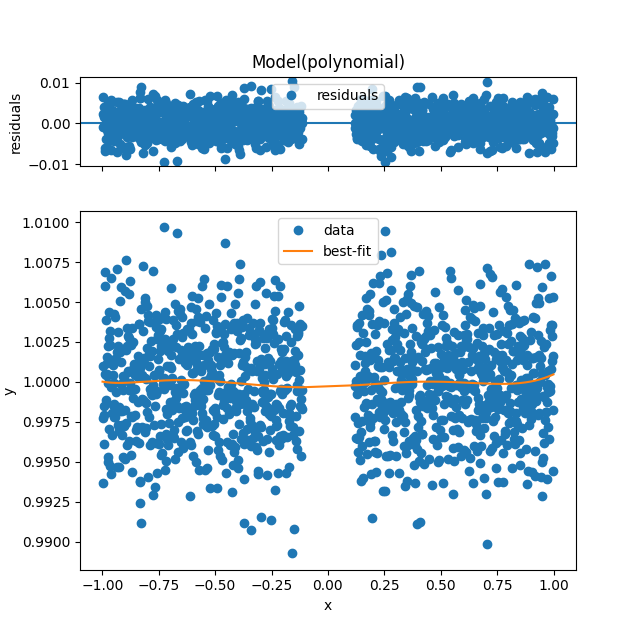 Model(polynomial)
0.01
0.00
−0.01
residuals
residuals
1.0100
1.0075
1.0050
1.0025
1.0000
0.9975
0.9950
0.9925
0.9900
y
data
best-fit
−1.00 −0.75 −0.50 −0.25 0.00 0.25 0.50 0.75 1.00
x